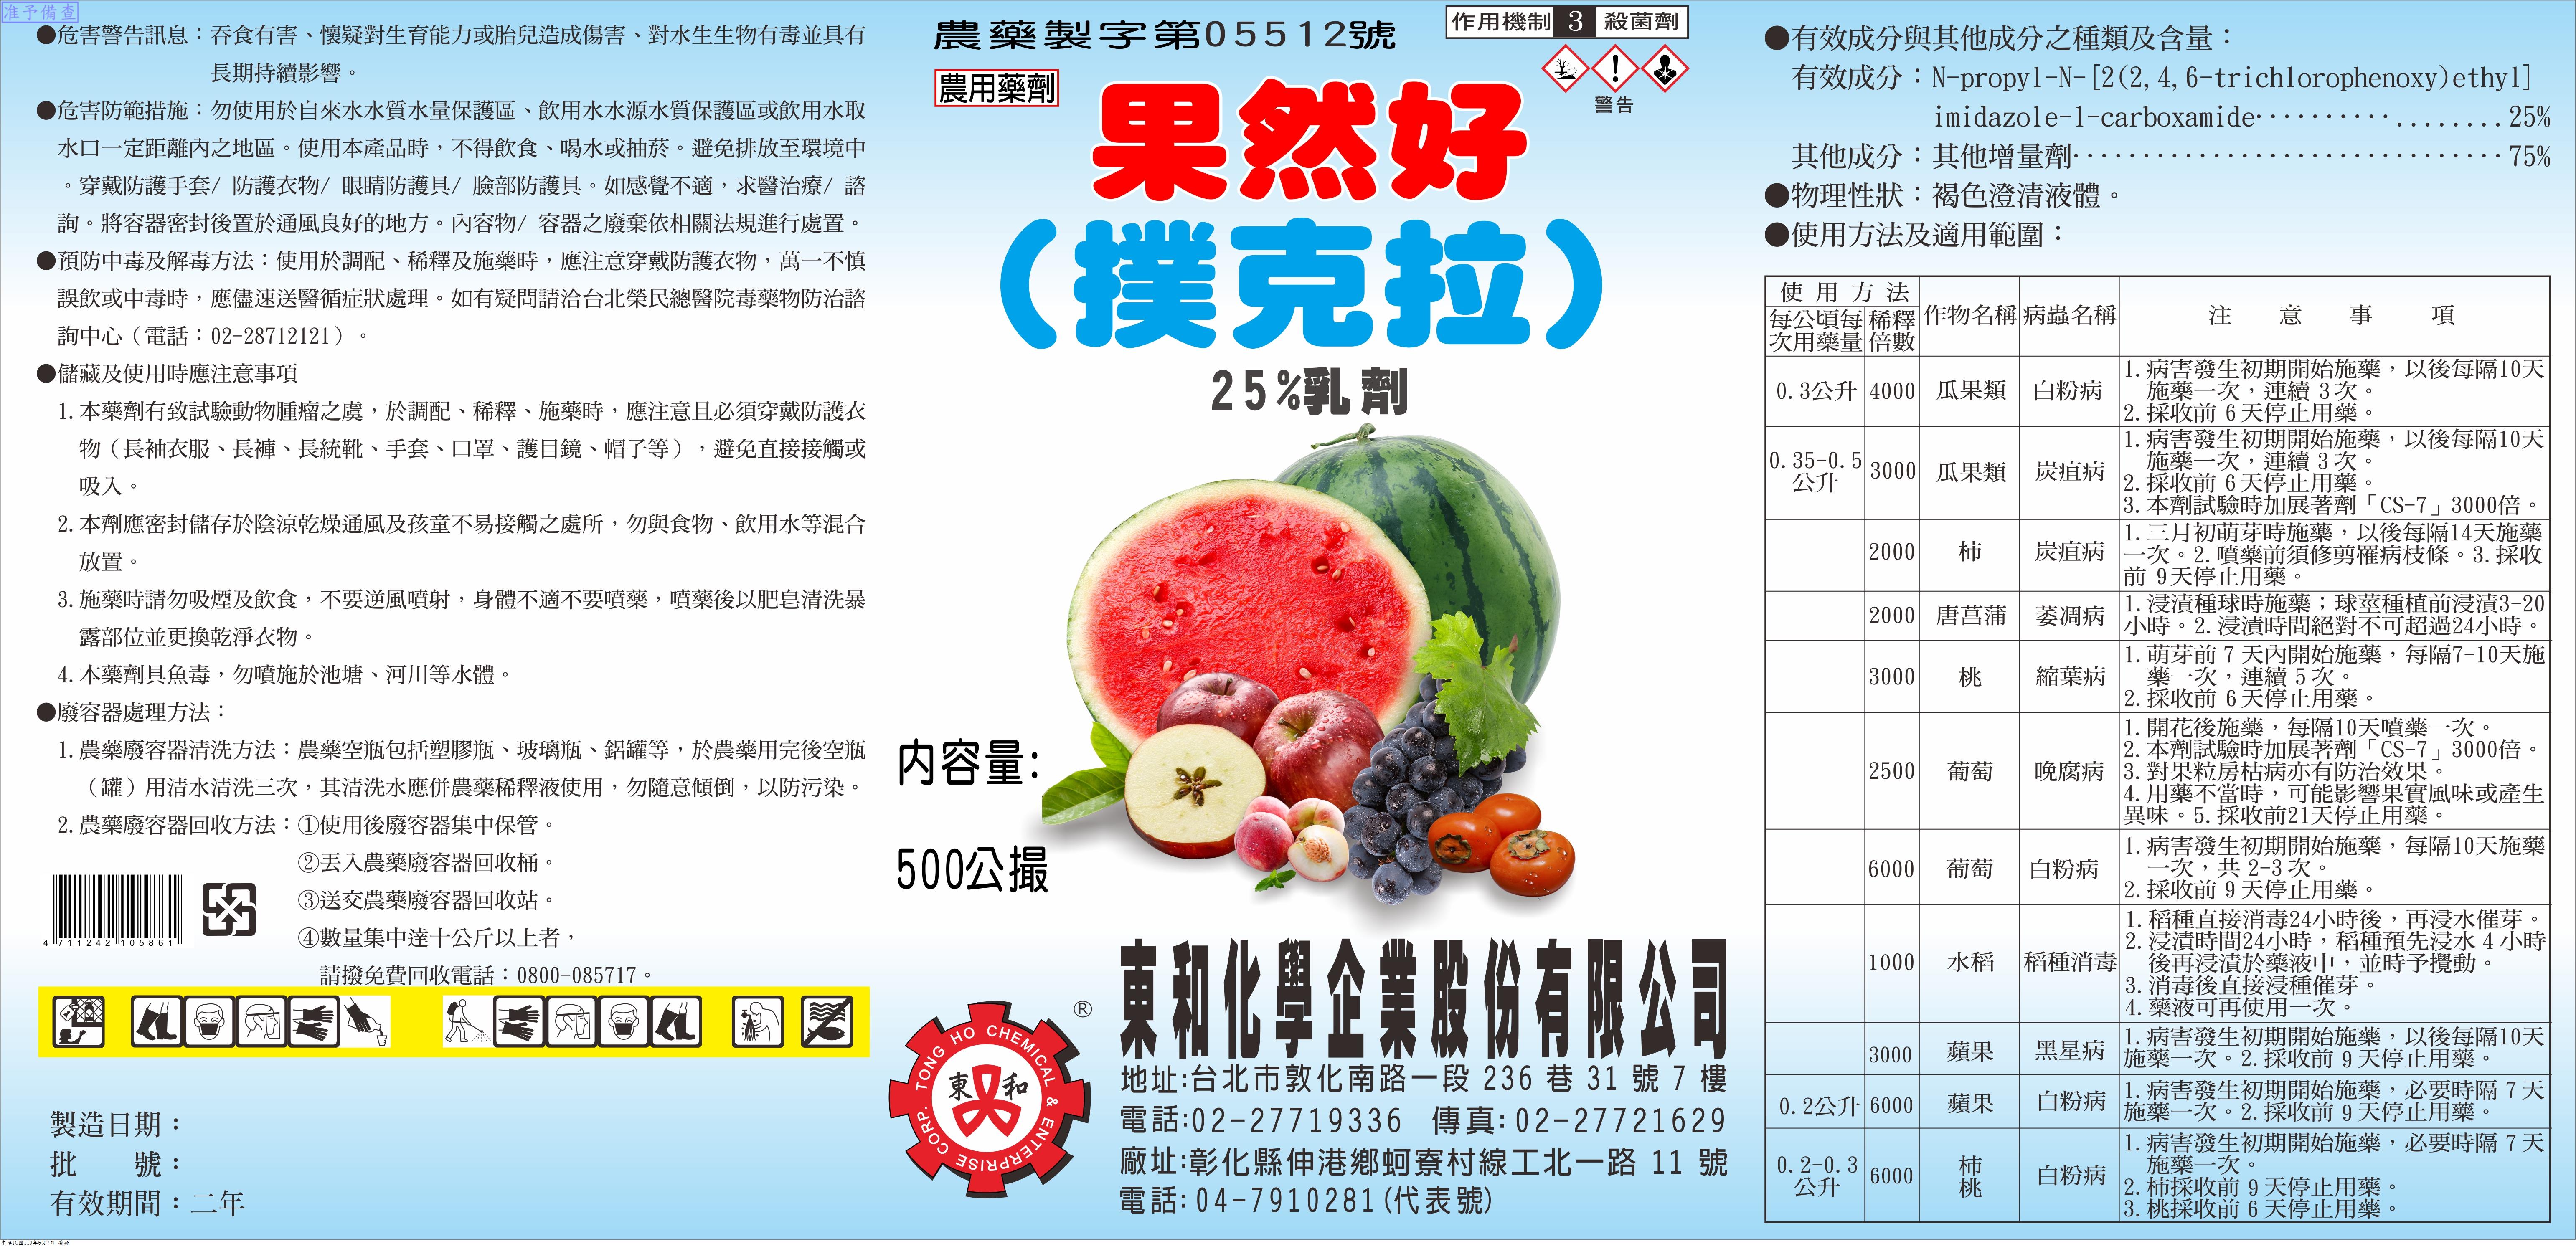 准予備查
●危害警告訊息：吞食有害、懷疑對生育能力或胎兒造成傷害、對水生生物有毒並具有
長期持續影響。
●危害防範措施：勿使用於自來水水質水量保護區、飲用水水源水質保護區或飲用水取
水口一定距離內之地區。使用本產品時，不得飲食、喝水或抽菸。避免排放至環境中
。穿戴防護手套/ 防護衣物/ 眼睛防護具/ 臉部防護具。如感覺不適，求醫治療/ 諮
詢。將容器密封後置於通風良好的地方。內容物/ 容器之廢棄依相關法規進行處置。
●預防中毒及解毒方法：使用於調配、稀釋及施藥時，應注意穿戴防護衣物，萬一不慎
誤飲或中毒時，應儘速送醫循症狀處理。如有疑問請洽台北榮民總醫院毒藥物防治諮
詢中心（電話：02-28712121）。
●儲藏及使用時應注意事項
1. 本藥劑有致試驗動物腫瘤之虞，於調配、稀釋、施藥時，應注意且必須穿戴防護衣
物（長袖衣服、長褲、長統靴、手套、口罩、護目鏡、帽子等），避免直接接觸或
吸入。
2. 本劑應密封儲存於陰涼乾燥通風及孩童不易接觸之處所，勿與食物、飲用水等混合
放置。
3. 施藥時請勿吸煙及飲食，不要逆風噴射，身體不適不要噴藥，噴藥後以肥皂清洗暴
露部位並更換乾淨衣物。
4. 本藥劑具魚毒，勿噴施於池塘、河川等水體。
●廢容器處理方法：
1. 農藥廢容器清洗方法：農藥空瓶包括塑膠瓶、玻璃瓶、鋁罐等，於農藥用完後空瓶
（罐）用清水清洗三次，其清洗水應併農藥稀釋液使用，勿隨意傾倒，以防污染。
2. 農藥廢容器回收方法：①使用後廢容器集中保管。
②丟入農藥廢容器回收桶。
③送交農藥廢容器回收站。
④數量集中達十公斤以上者，
請撥免費回收電話：0800-085717。
4 711242 105861
製造日期：
批　　號：
有效期間：二年
農藥製字第05512號
作用機制 3 殺菌劑
農用藥劑
警告
果然好
（撲克拉）
25%乳劑
內容量：
500公撮
東和化學企業股份有限公司
TONG HO CHEMICAL & ENTERPRISE CORP.
東 和
®
地址:台北市敦化南路一段 236 巷 31 號 7 樓
電話:02-27719336 傳真:02-27721629
廠址:彰化縣伸港鄉蚵寮村線工北一路 11 號
電話:04-7910281(代表號)
●有效成分與其他成分之種類及含量：
有效成分：N-propyl-N-[2(2,4,6-trichlorophenoxy)ethyl]
imidazole-1-carboxamide··················25%
其他成分：其他增量劑······························75%
●物理性狀：褐色澄清液體。
●使用方法及適用範圍：
使用方法
每公頃每次用藥量 稀釋倍數 作物名稱 病蟲名稱 注意事項
0.3公升 4000 瓜果類 白粉病
1. 病害發生初期開始施藥，以後每隔10天
施藥一次，連續 3 次。
2. 採收前 6 天停止用藥。
0.35-0.5公升 3000 瓜果類 炭疽病
1. 病害發生初期開始施藥，以後每隔10天
施藥一次，連續 3 次。
2. 採收前 6 天停止用藥。
3. 本劑試驗時加展著劑「CS-7」3000倍。
2000 柿 炭疽病
1. 三月初萌芽時施藥，以後每隔14天施藥
一次。2. 噴藥前須修剪罹病枝條。3. 採收
前 9天停止用藥。
2000 唐菖蒲 萎凋病
1. 浸漬種球時施藥；球莖種植前浸漬3-20
小時。2. 浸漬時間絕對不可超過24小時。
3000 桃 縮葉病
1. 萌芽前 7 天內開始施藥，每隔7-10天施
藥一次，連續 5 次。
2. 採收前 6 天停止用藥。
2500 葡萄 晚腐病
1. 開花後施藥，每隔10天噴藥一次。
2. 本劑試驗時加展著劑「CS-7」3000倍。
3. 對果粒房枯病亦有防治效果。
4. 用藥不當時，可能影響果實風味或產生
異味。5. 採收前21天停止用藥。
6000 葡萄 白粉病
1. 病害發生初期開始施藥，每隔10天施藥
一次，共 2-3 次。
2. 採收前 9 天停止用藥。
1000 水稻 稻種消毒
1. 稻種直接消毒24小時後，再浸水催芽。
2. 浸漬時間24小時，稻種預先浸水 4 小時
後再浸漬於藥液中，並時予攪動。
3. 消毒後直接浸種催芽。
4. 藥液可再使用一次。
3000 蘋果 黑星病
1. 病害發生初期開始施藥，以後每隔10天
施藥一次。2. 採收前 9 天停止用藥。
0.2公升 6000 蘋果 白粉病
1. 病害發生初期開始施藥，必要時隔 7 天
施藥一次。2. 採收前 9 天停止用藥。
0.2-0.3公升 6000 柿 桃 白粉病
1. 病害發生初期開始施藥，必要時隔 7 天
施藥一次。
2. 柿採收前 9 天停止用藥。
3. 桃採收前 6 天停止用藥。